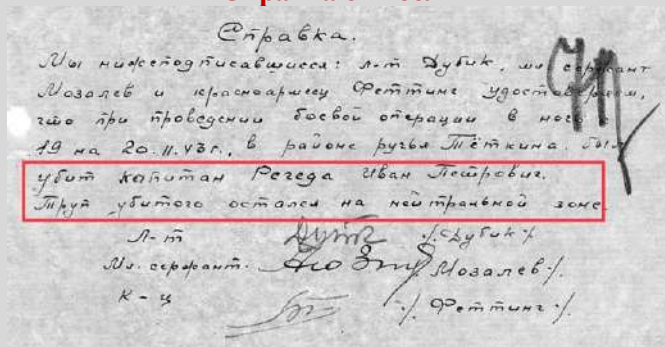 Справка.
Мы нижеподписавшиеся: л-т Дубик, мл сержант
Мозалев и красноармеец Феттинг удостоверяем,
что при проведении боевой операции в ночь с
19 на 20.11.43г., в районе ручья Тёткина. был
убит капитан Регеда Иван Петрович.
Труп убитого остался на нейтральной зоне.
Л-т /Дубик/
Мл. сержант. /Мозалев/.
К-ц /Феттинг/